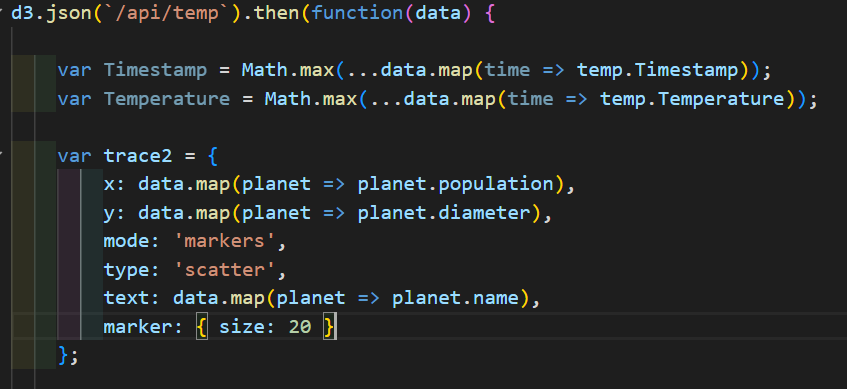 d3.json(`/api/temp`).then(function(data) {
var Timestamp = Math.max(...data.map(time => temp.Timestamp));
var Temperature = Math.max(...data.map(time => temp.Temperature));
var trace2 = {
x: data.map(planet => planet.population),
y: data.map(planet => planet.diameter),
mode: 'markers',
type: 'scatter',
text: data.map(planet => planet.name),
marker: { size: 20 }
};